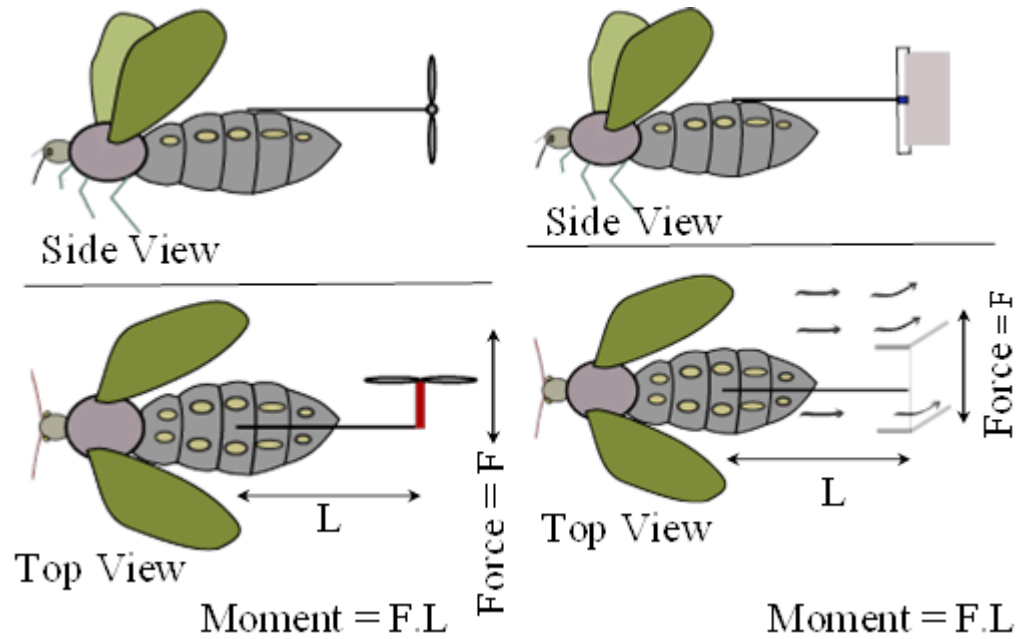 Side View
Side View
L
Force = F
Top View
Moment = F.L
L
Force = F
Top View
Moment = F.L